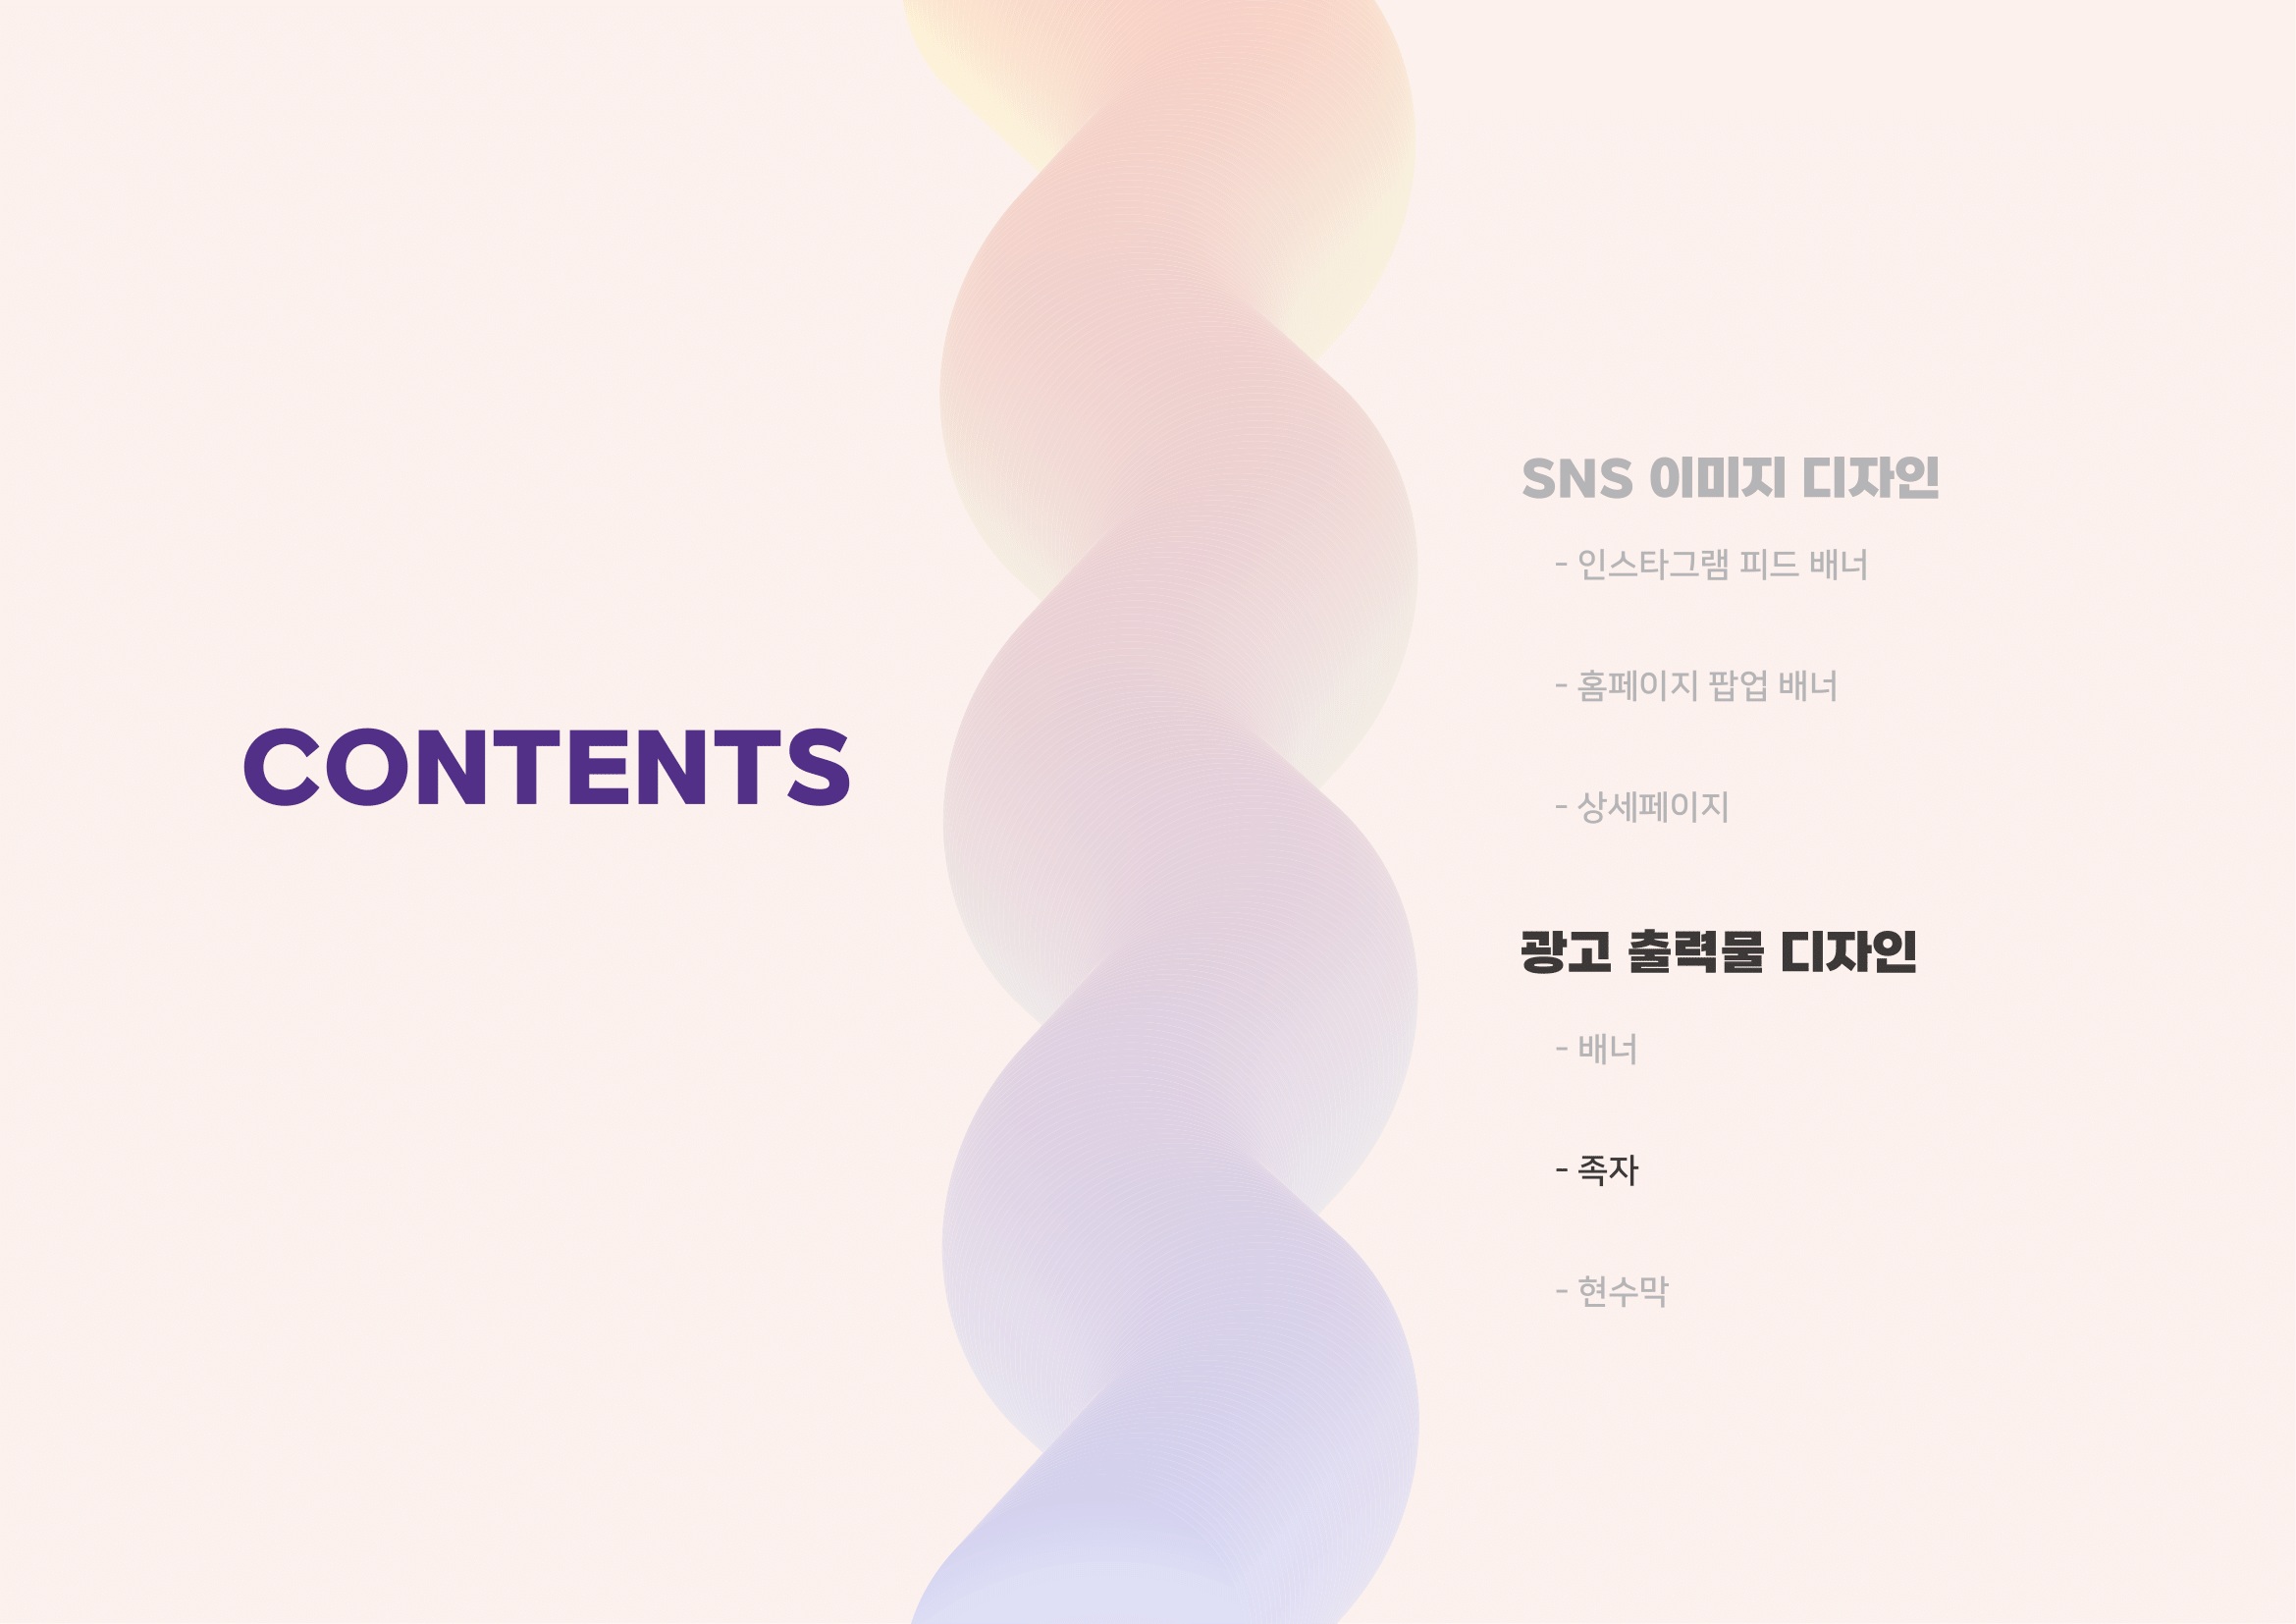 CONTENTS
SNS 이미지 디자인
- 인스타그램 피드 배너
- 홈페이지 팝업 배너
- 상세페이지
광고 출력물 디자인
- 배너
- 족자
- 현수막